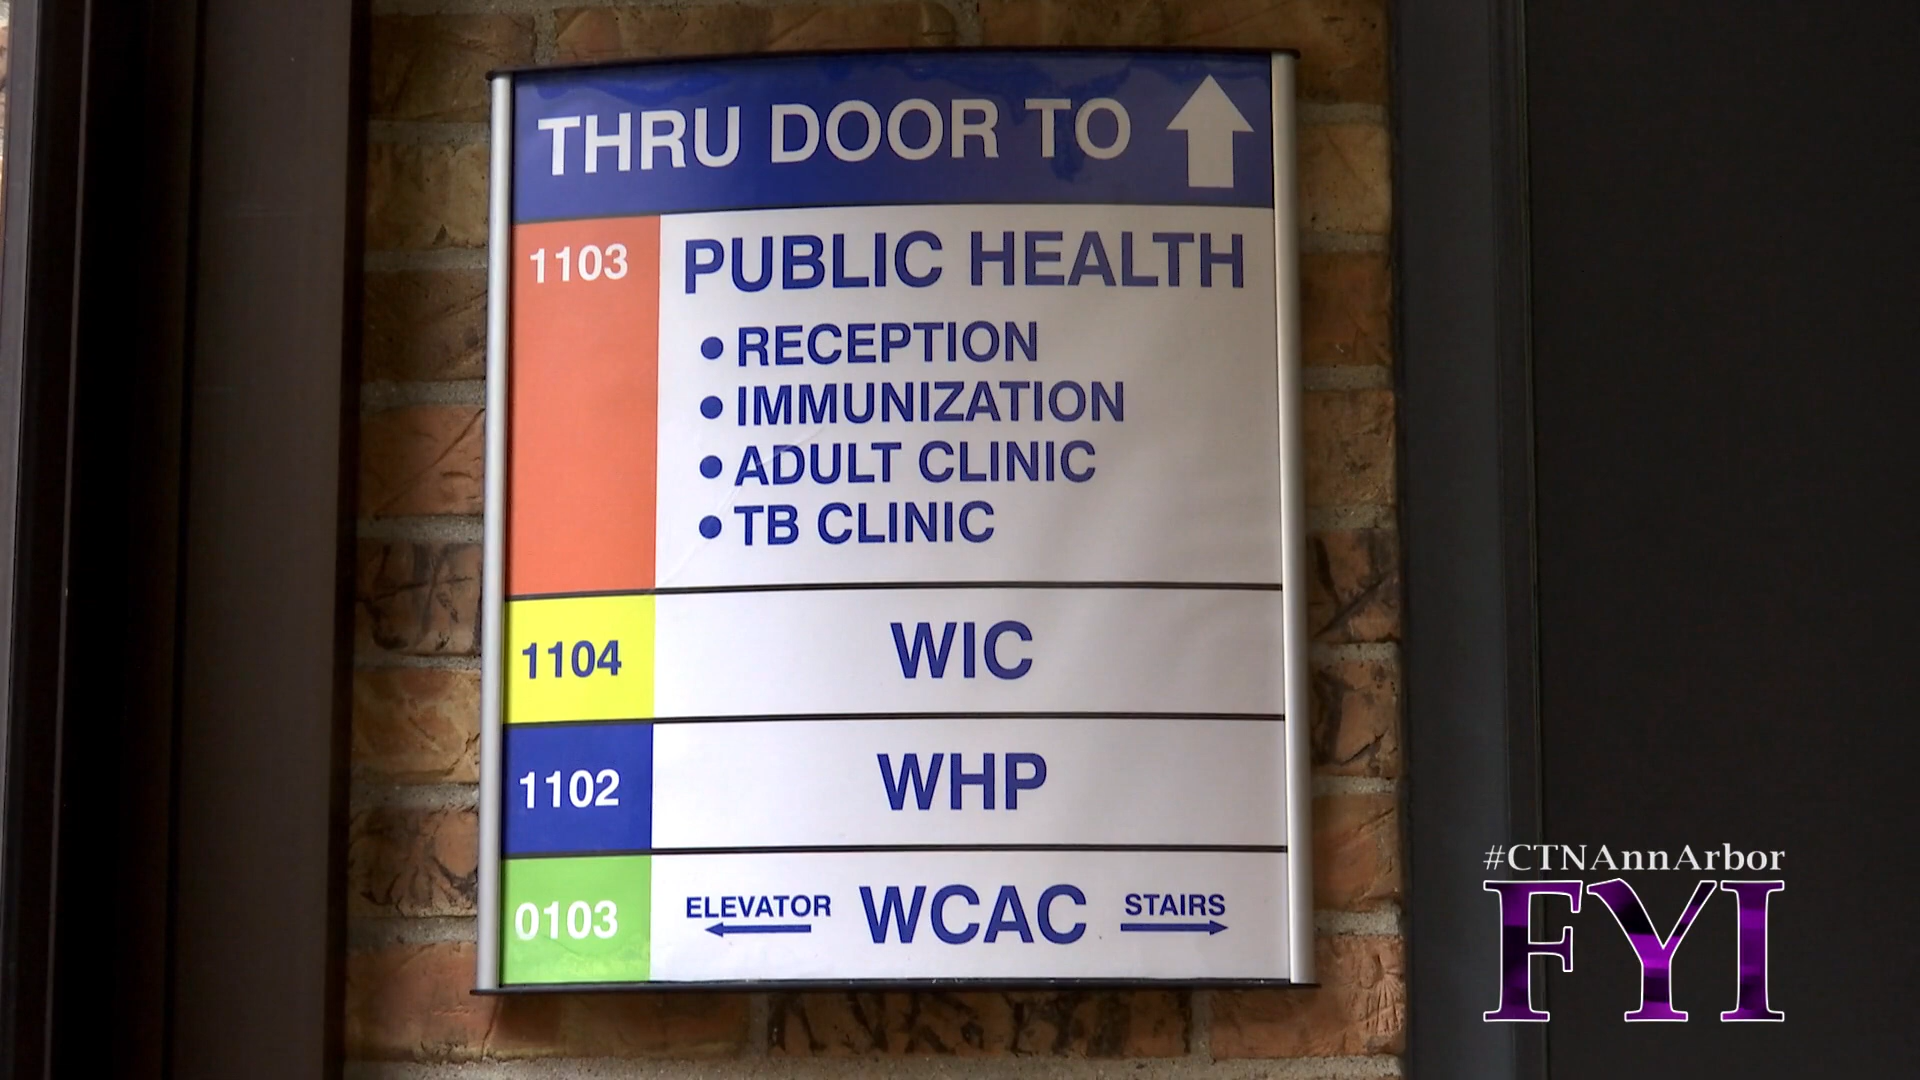 THRU DOOR TO
1103 PUBLIC HEALTH
• RECEPTION
• IMMUNIZATION
• ADULT CLINIC
• TB CLINIC
1104 WIC
1102 WHP
0103 ELEVATOR WCAC STAIRS
#CTNAnnArbor
FYI